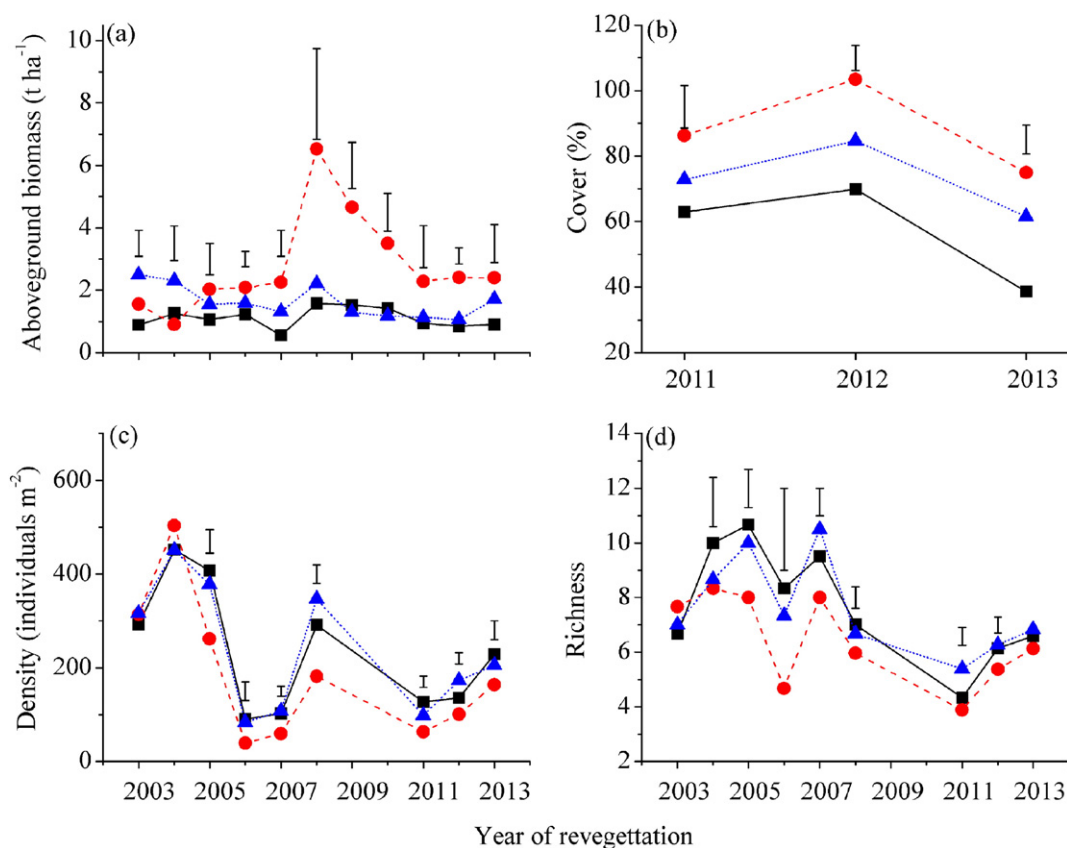 (a)
10
8
6
4
2
0
Aboveground biomass (t ha⁻¹)
(b)
120
100
80
60
40
20
Cover (%)
2011 2012 2013
(c)
600
400
200
0
Density (individuals m⁻²)
2003 2005 2007 2009 2011 2013
(d)
14
12
10
8
6
4
2
Richness
2003 2005 2007 2009 2011 2013
Year of revegettation